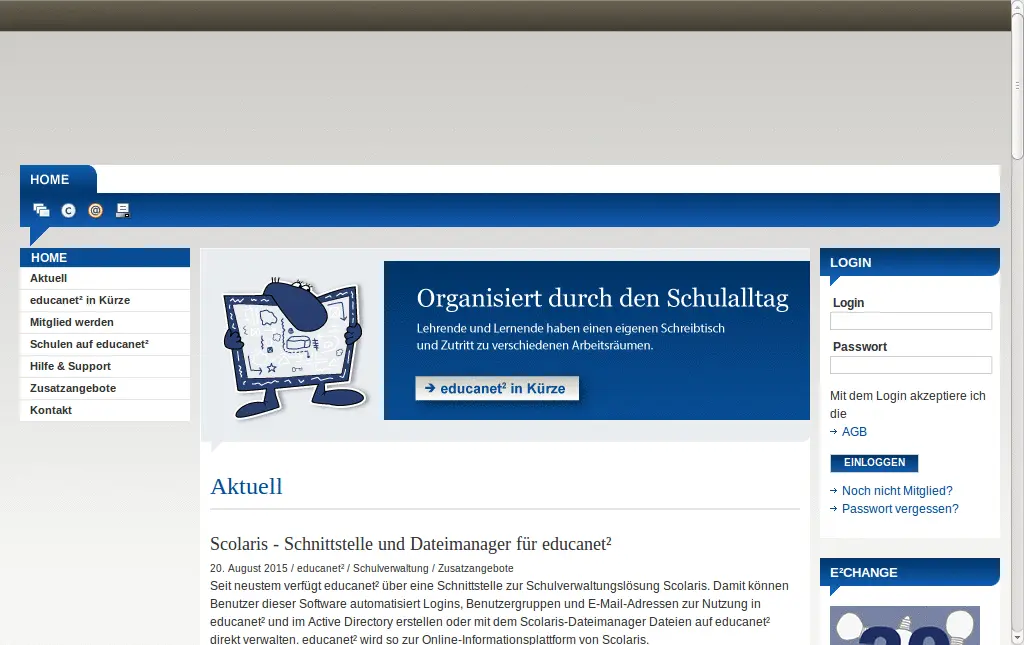 HOME
HOME
Aktuell
educanet² in Kürze
Mitglied werden
Schulen auf educanet²
Hilfe & Support
Zusatzangebote
Kontakt
Organisiert durch den Schulalltag
Lehrende und Lernende haben einen eigenen Schreibtisch
und Zutritt zu verschiedenen Arbeitsräumen.
→ educanet² in Kürze
Aktuell
Scolaris - Schnittstelle und Dateimanager für educanet²
20. August 2015 / educanet² / Schulverwaltung / Zusatzangebote
Seit neustem verfügt educanet² über eine Schnittstelle zur Schulverwaltungslösung Scolaris. Damit können
Benutzer dieser Software automatisiert Logins, Benutzergruppen und E-Mail-Adressen zur Nutzung in
educanet² und im Active Directory erstellen oder mit dem Scolaris-Dateimanager Dateien auf educanet²
direkt verwalten. educanet² wird so zur Online-Informationsplattform von Scolaris.
LOGIN
Login
Passwort
Mit dem Login akzeptiere ich
die
→ AGB
EINLOGGEN
→ Noch nicht Mitglied?
→ Passwort vergessen?
E²CHANGE